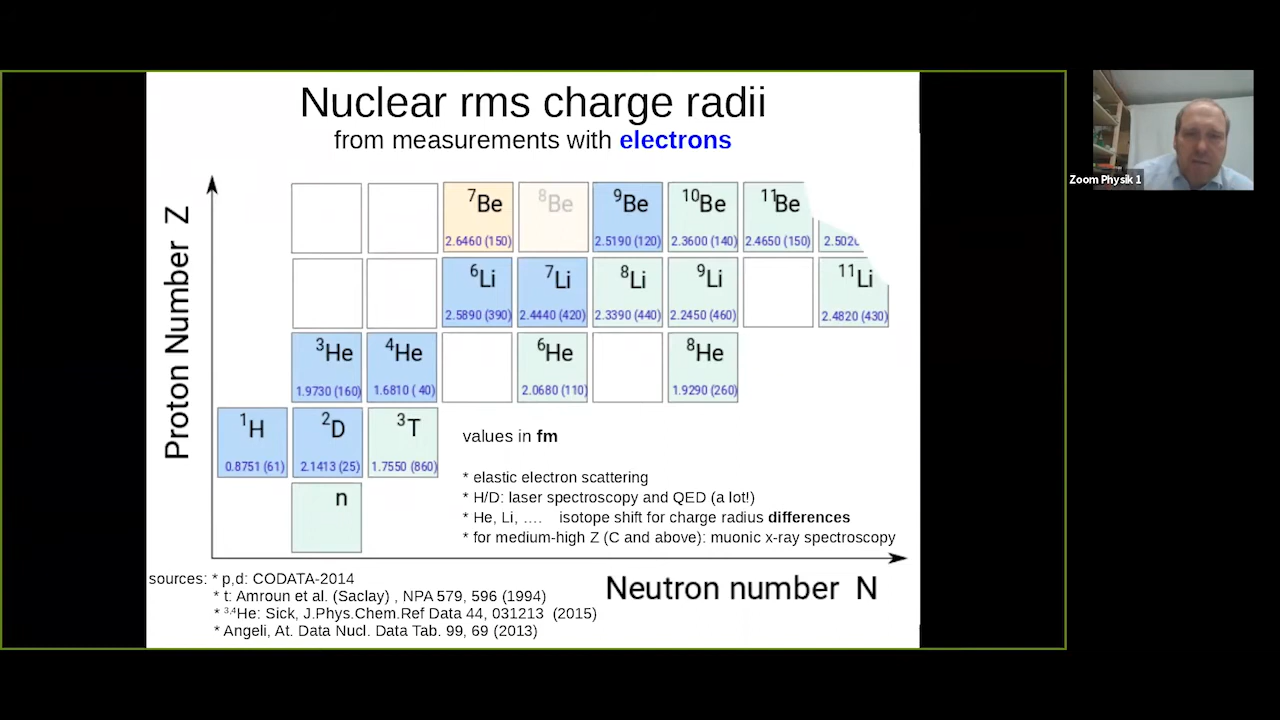 Nuclear rms charge radii
from measurements with electrons
Zoom Physik 1
Proton Number Z
7Be 8Be 9Be 10Be 11Be
2.6460 (150) 2.5190 (120) 2.3600 (140) 2.4650 (150)
6Li 7Li 8Li 9Li 11Li
2.5890 (390) 2.4440 (420) 2.3390 (440) 2.2450 (460) 2.4820 (430)
3He 4He 6He 8He
1.9730 (160) 1.6810 ( 40) 2.0680 (110) 1.9290 (260)
1H 2D 3T
0.8751 (61) 2.1413 (25) 1.7550 (860)
n
values in fm
* elastic electron scattering
* H/D: laser spectroscopy and QED (a lot!)
* He, Li, .... isotope shift for charge radius differences
* for medium-high Z (C and above): muonic x-ray spectroscopy
Neutron number N
sources: * p,d: CODATA-2014
* t: Amroun et al. (Saclay) , NPA 579, 596 (1994)
* 3,4He: Sick, J.Phys.Chem.Ref Data 44, 031213 (2015)
* Angeli, At. Data Nucl. Data Tab. 99, 69 (2013)